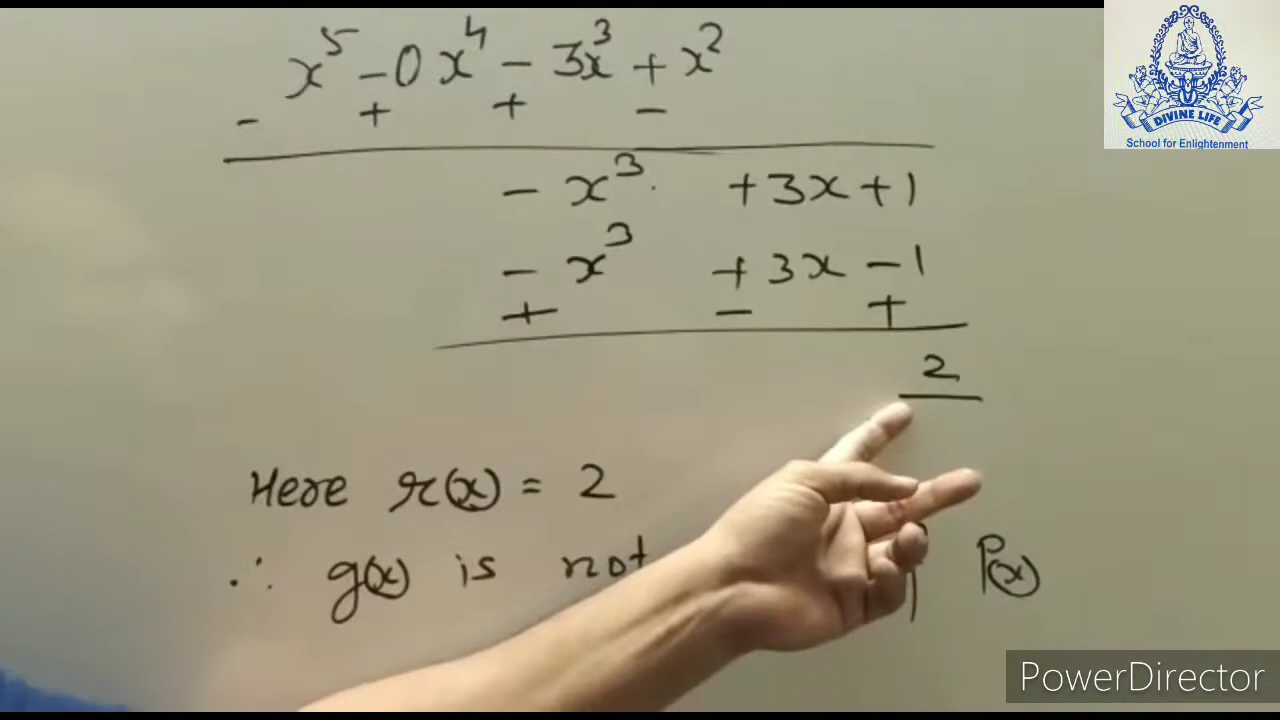 x⁵ - 0x⁴ - 3x³ + x²
- + + -
- x³ + 3x + 1
- x³ + 3x - 1
+ - +
2
Here r(x) = 2
∴ g(x) is not P(x)
DIVINE LIFE
School for Enlightenment
PowerDirector